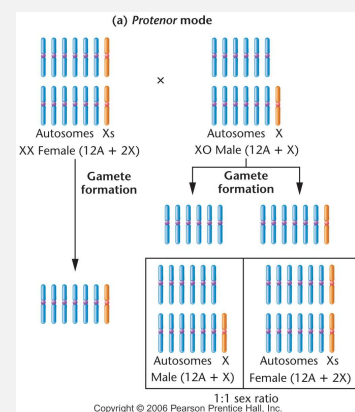 (a) Protenor mode
×
Autosomes Xs
XX Female (12A + 2X)
Autosomes X
XO Male (12A + X)
Gamete
formation
Gamete
formation
Autosomes X
Male (12A + X)
Autosomes Xs
Female (12A + 2X)
1:1 sex ratio
Copyright © 2006 Pearson Prentice Hall, Inc.